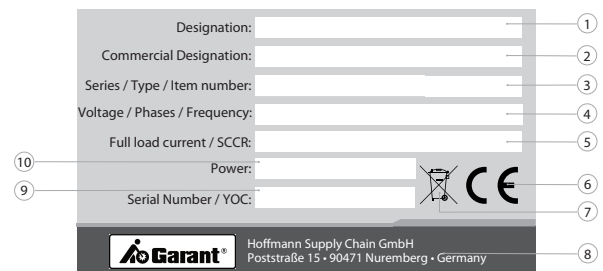 Designation: 1
Commercial Designation: 2
Series / Type / Item number: 3
Voltage / Phases / Frequency: 4
Full load current / SCCR: 5
10 Power:
CE 6
9 Serial Number / YOC:
7
Garant®
Hoffmann Supply Chain GmbH
Poststraße 15 • 90471 Nuremberg • Germany 8